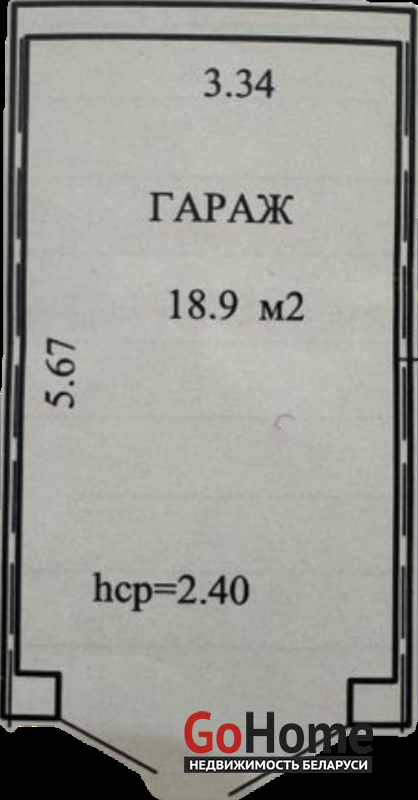 3.34
ГАРАЖ
18.9 м2
5.67
hср=2.40
GoHome
НЕДВИЖИМОСТЬ БЕЛАРУСИ